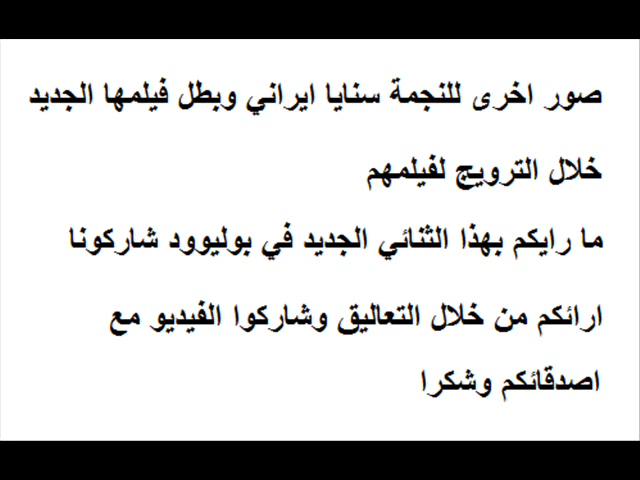 صور اخرى للنجمة سنايا ايراني وبطل فيلمها الجديد
خلال الترويج لفيلمهم
ما رايكم بهذا الثنائي الجديد في بوليوود شاركونا
ارائكم من خلال التعاليق وشاركوا الفيديو مع
اصدقائكم وشكرا